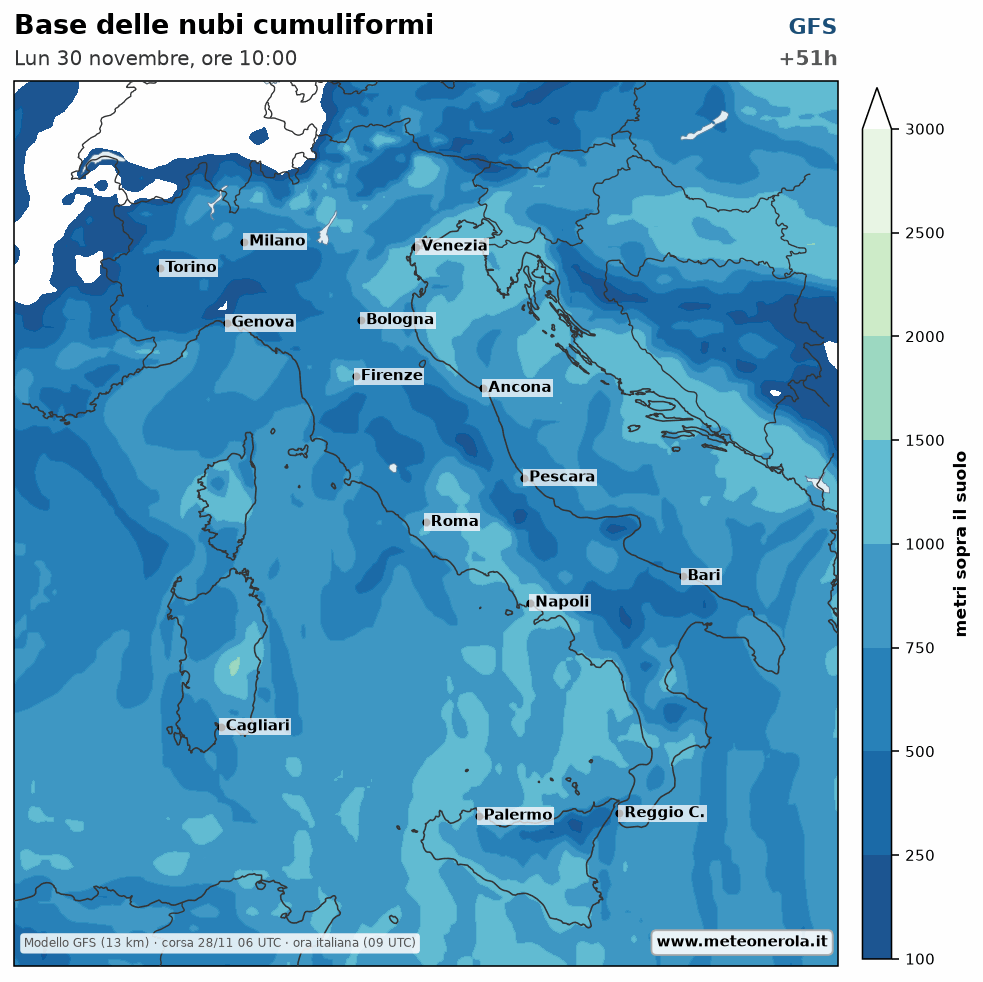 Base delle nubi cumuliformi
GFS
Lun 30 novembre, ore 10:00
+51h
3000
2500
2000
1500
1000
750
500
250
100
metri sopra il suolo
Milano
Venezia
Torino
Genova
Bologna
Firenze
Ancona
Pescara
Roma
Bari
Napoli
Cagliari
Palermo
Reggio C.
Modello GFS (13 km) · corsa 28/11 06 UTC · ora italiana (09 UTC)
www.meteonerola.it